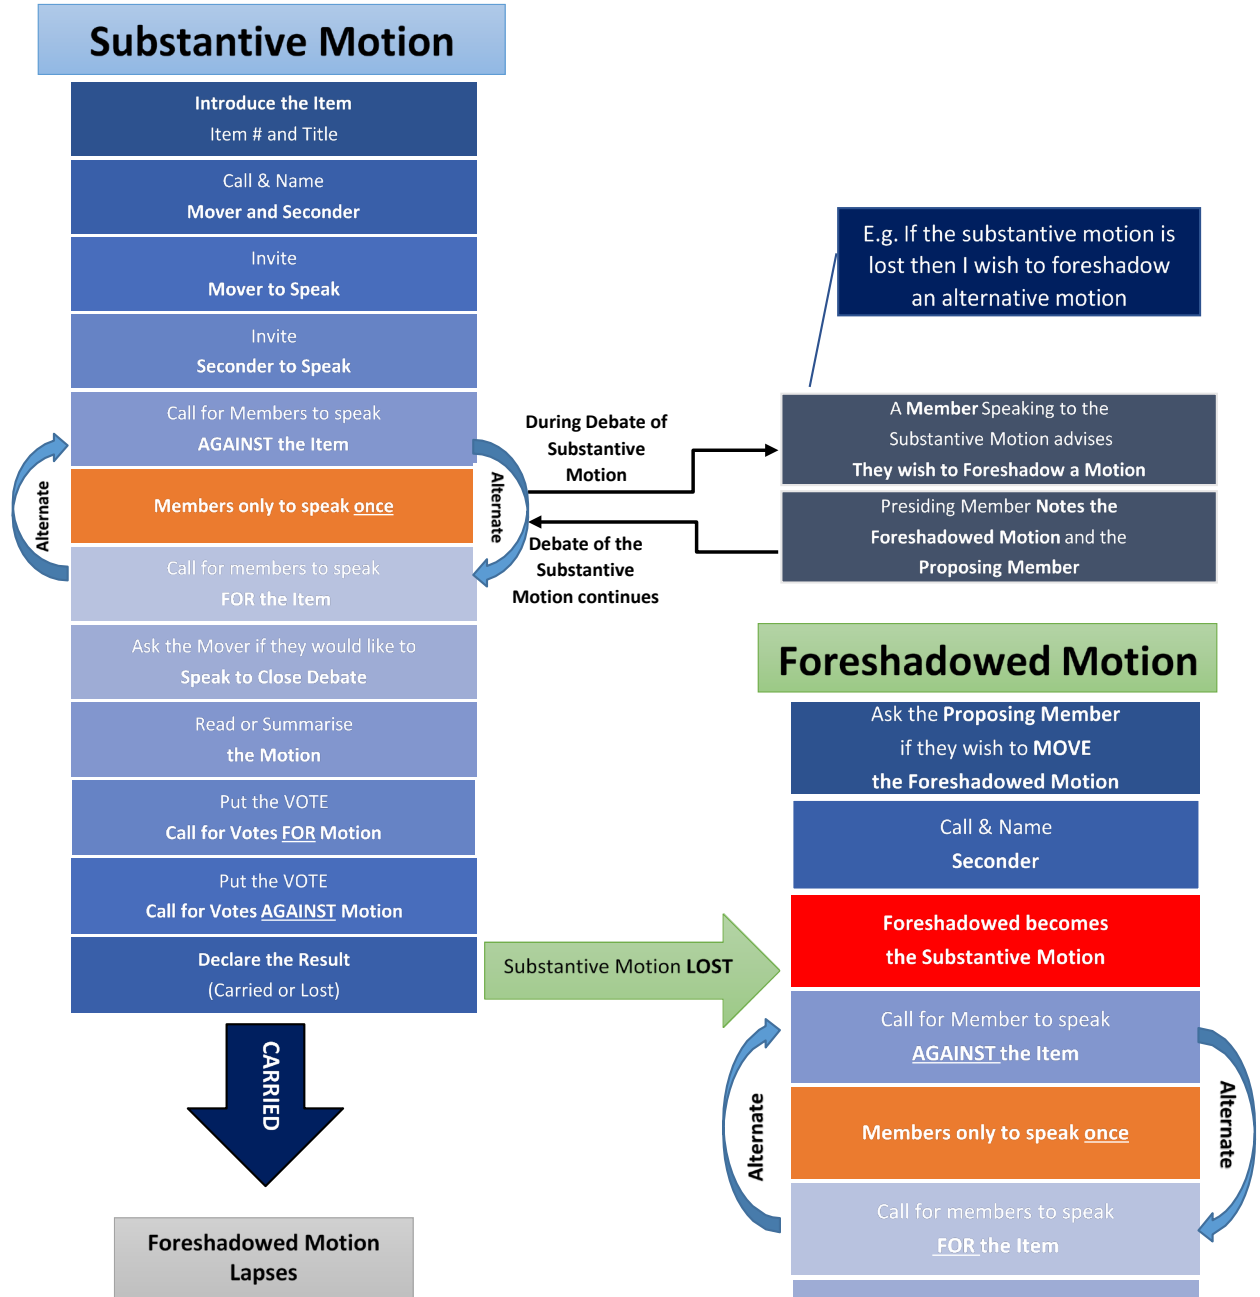 Substantive Motion
Introduce the Item
Item # and Title
Call & Name
Mover and Seconder
Invite
Mover to Speak
Invite
Seconder to Speak
Call for Members to speak
AGAINST the Item
Alternate
Members only to speak once
Alternate
Call for members to speak
FOR the Item
Ask the Mover if they would like to
Speak to Close Debate
Read or Summarise
the Motion
Put the VOTE
Call for Votes FOR Motion
Put the VOTE
Call for Votes AGAINST Motion
Declare the Result
(Carried or Lost)
CARRIED
Foreshadowed Motion
Lapses
During Debate of
Substantive
Motion
Debate of the
Substantive
Motion continues
E.g. If the substantive motion is
lost then I wish to foreshadow
an alternative motion
A Member Speaking to the
Substantive Motion advises
They wish to Foreshadow a Motion
Presiding Member Notes the
Foreshadowed Motion and the
Proposing Member
Substantive Motion LOST
Foreshadowed Motion
Ask the Proposing Member
if they wish to MOVE
the Foreshadowed Motion
Call & Name
Seconder
Foreshadowed becomes
the Substantive Motion
Call for Member to speak
AGAINST the Item
Alternate
Members only to speak once
Alternate
Call for members to speak
FOR the Item